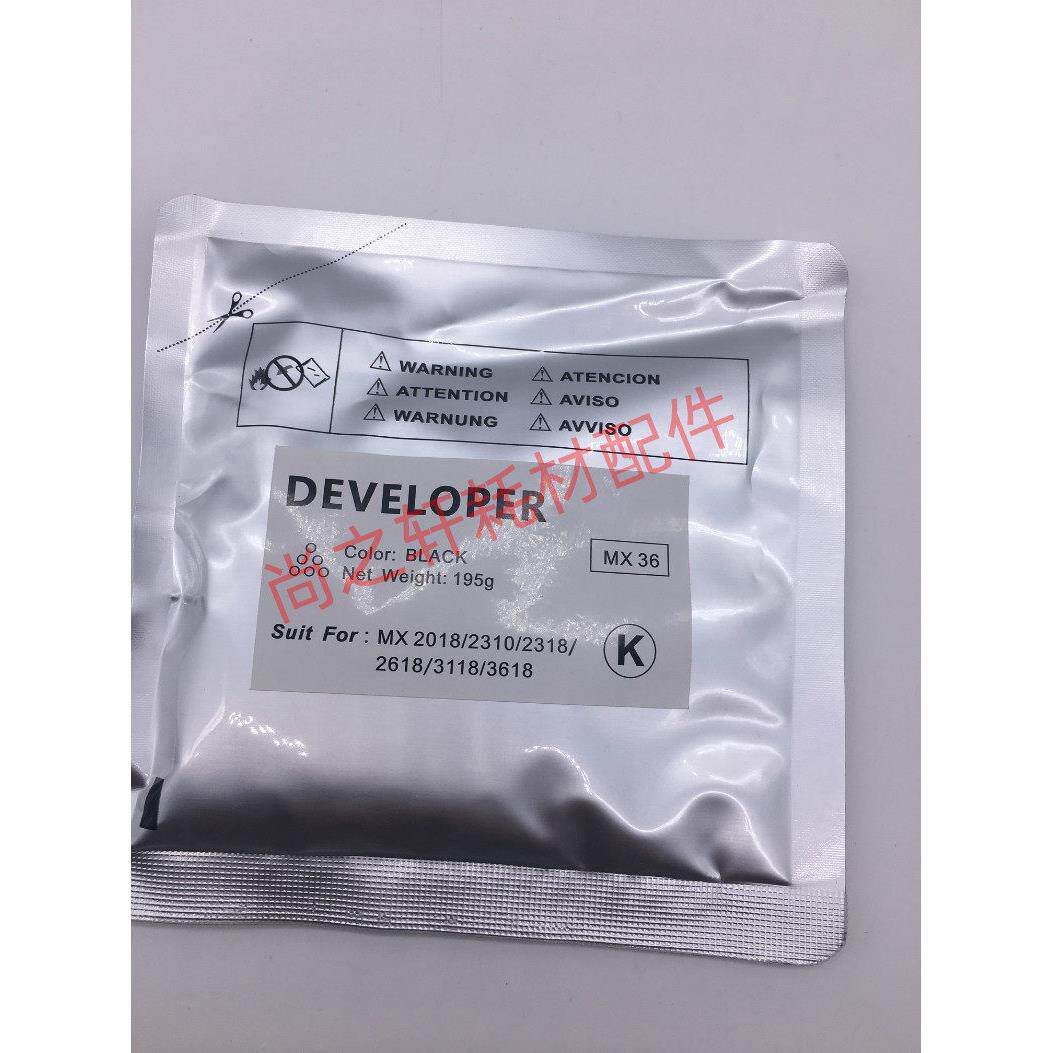 WARNING
ATENCION
ATTENTION
AVISO
WARNUNG
AVVISO
DEVELOPER
Color: BLACK
Net Weight: 195g
MX 36
Suit For : MX 2018/2310/2318/
2618/3118/3618
K
尚之轩耗材配件